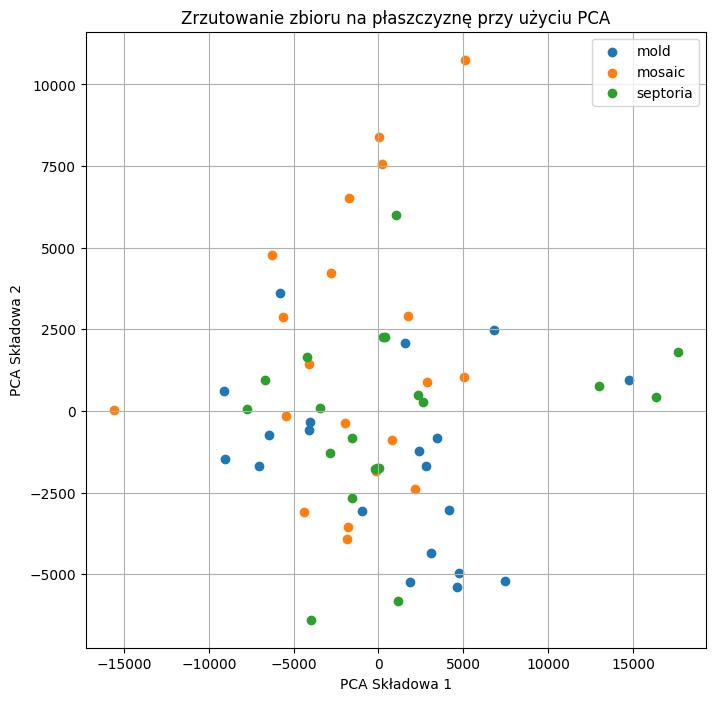 Zrzutowanie zbioru na płaszczyznę przy użyciu PCA
mold
mosaic
septoria
10000
7500
5000
2500
0
−2500
−5000
PCA Składowa 2
−15000 −10000 −5000 0 5000 10000 15000
PCA Składowa 1